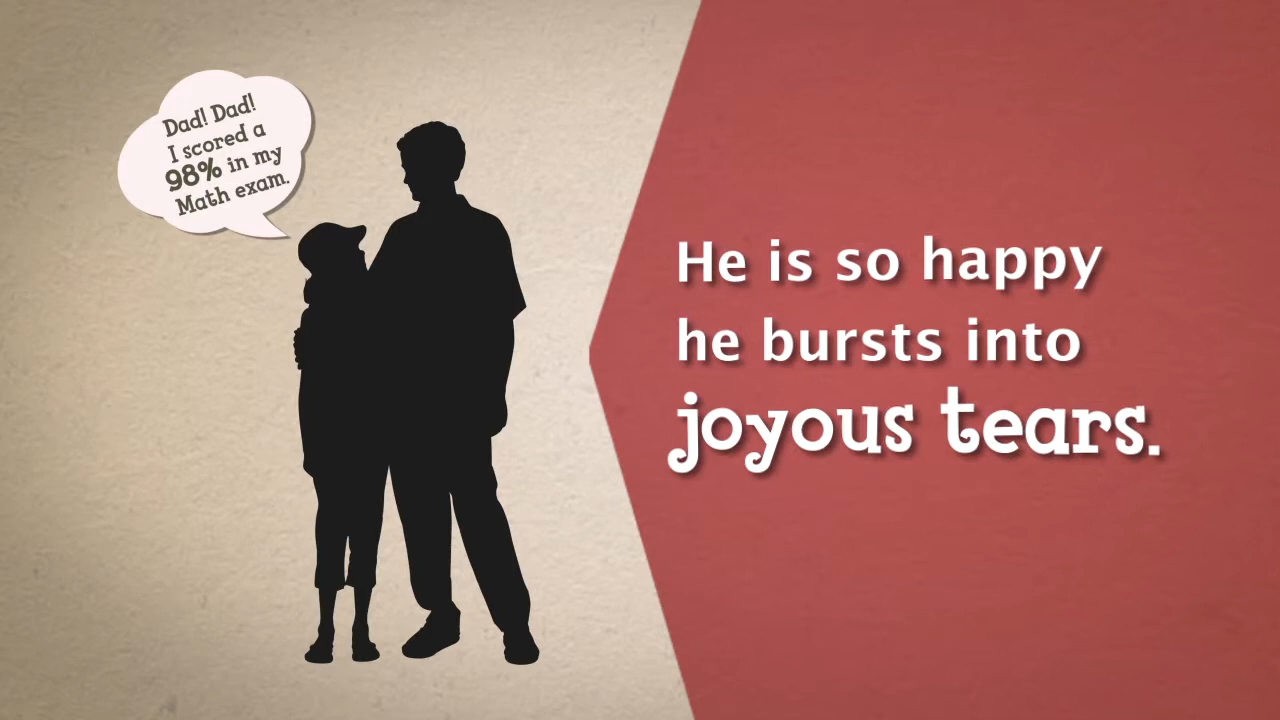 Dad! Dad!
I scored a
98% in my
Math exam.
He is so happy
he bursts into
joyous tears.